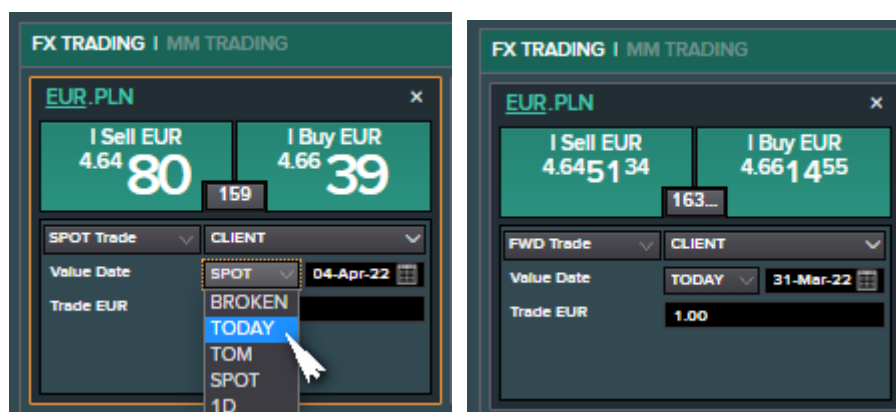 FX TRADING I MM TRADING
EUR.PLN ×
I Sell EUR I Buy EUR
4.64 80 4.66 39
159
SPOT Trade CLIENT
Value Date SPOT 04-Apr-22
Trade EUR BROKEN
TODAY
TOM
SPOT
1D
FX TRADING I MM TRADING
EUR.PLN ×
I Sell EUR I Buy EUR
4.645134 4.661455
163...
FWD Trade CLIENT
Value Date TODAY 31-Mar-22
Trade EUR 1.00